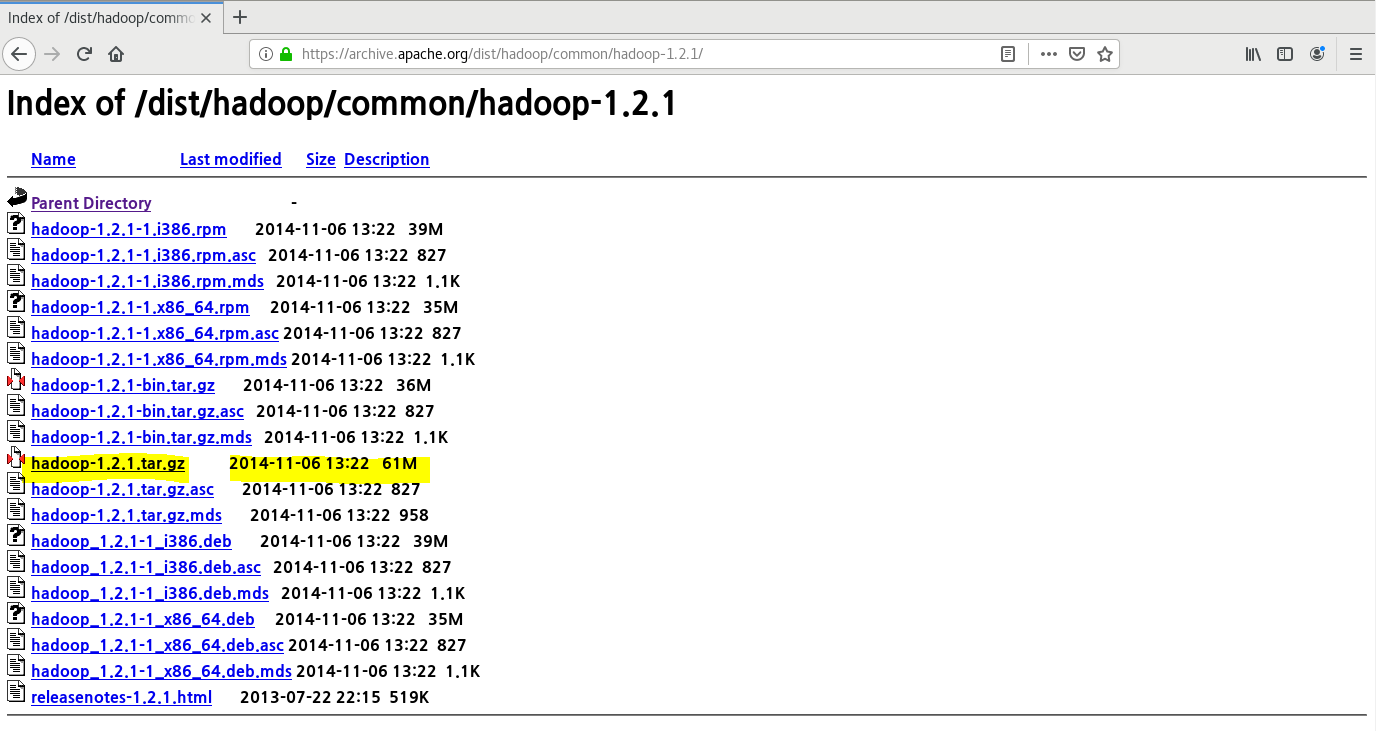 Index of /dist/hadoop/commo
https://archive.apache.org/dist/hadoop/common/hadoop-1.2.1/
Index of /dist/hadoop/common/hadoop-1.2.1
Name Last modified Size Description
Parent Directory -
hadoop-1.2.1-1.i386.rpm 2014-11-06 13:22 39M
hadoop-1.2.1-1.i386.rpm.asc 2014-11-06 13:22 827
hadoop-1.2.1-1.i386.rpm.mds 2014-11-06 13:22 1.1K
hadoop-1.2.1-1.x86_64.rpm 2014-11-06 13:22 35M
hadoop-1.2.1-1.x86_64.rpm.asc 2014-11-06 13:22 827
hadoop-1.2.1-1.x86_64.rpm.mds 2014-11-06 13:22 1.1K
hadoop-1.2.1-bin.tar.gz 2014-11-06 13:22 36M
hadoop-1.2.1-bin.tar.gz.asc 2014-11-06 13:22 827
hadoop-1.2.1-bin.tar.gz.mds 2014-11-06 13:22 1.1K
hadoop-1.2.1.tar.gz 2014-11-06 13:22 61M
hadoop-1.2.1.tar.gz.asc 2014-11-06 13:22 827
hadoop-1.2.1.tar.gz.mds 2014-11-06 13:22 958
hadoop_1.2.1-1_i386.deb 2014-11-06 13:22 39M
hadoop_1.2.1-1_i386.deb.asc 2014-11-06 13:22 827
hadoop_1.2.1-1_i386.deb.mds 2014-11-06 13:22 1.1K
hadoop_1.2.1-1_x86_64.deb 2014-11-06 13:22 35M
hadoop_1.2.1-1_x86_64.deb.asc 2014-11-06 13:22 827
hadoop_1.2.1-1_x86_64.deb.mds 2014-11-06 13:22 1.1K
releasenotes-1.2.1.html 2013-07-22 22:15 519K